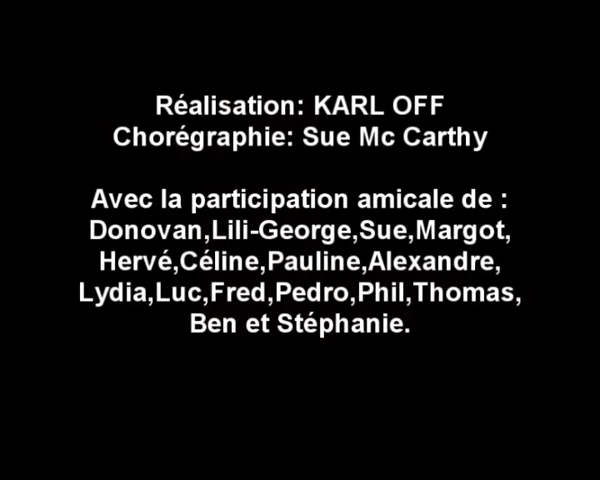 Réalisation: KARL OFF
Chorégraphie: Sue Mc Carthy
Avec la participation amicale de :
Donovan,Lili-George,Sue,Margot,
Hervé,Céline,Pauline,Alexandre,
Lydia,Luc,Fred,Pedro,Phil,Thomas,
Ben et Stéphanie.